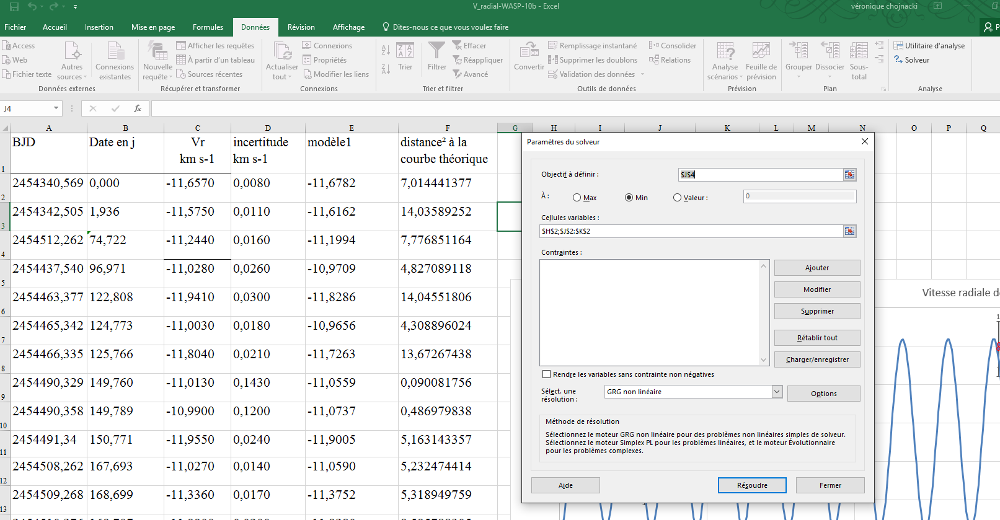 V_radial-WASP-10b - Excel
véronique chojnacki
Fichier Accueil Insertion Mise en page Formules Données Révision Affichage Dites-nous ce que vous voulez faire
Access
Web
Fichier texte
Autres sources
Connexions existantes
Données externes
Nouvelle requête
Afficher les requêtes
À partir d'un tableau
Sources récentes
Récupérer et transformer
Actualiser tout
Connexions
Propriétés
Modifier les liens
Connexions
Trier
Filtrer
Effacer
Réappliquer
Avancé
Trier et filtrer
Convertir
Remplissage instantané
Supprimer les doublons
Validation des données
Consolider
Relations
Outils de données
Analyse scénarios
Feuille de prévision
Prévision
Grouper
Dissocier
Sous-total
Plan
Utilitaire d'analyse
Solveur
Analyse
J4
fx
A B C D E F G H I J K L M N O P Q
1 BJD Date en j Vr km s-1 incertitude km s-1 modèle1 distance² à la courbe théorique
2 2454340,569 0,000 -11,6570 0,0080 -11,6782 7,014441377
3 2454342,505 1,936 -11,5750 0,0110 -11,6162 14,03589252
4 2454512,262 74,722 -11,2440 0,0160 -11,1994 7,776851164
5 2454437,540 96,971 -11,0280 0,0260 -10,9709 4,827089118
6 2454463,377 122,808 -11,9410 0,0300 -11,8286 14,04551806
7 2454465,342 124,773 -11,0030 0,0180 -10,9656 4,308896024
8 2454466,335 125,766 -11,8040 0,0210 -11,7263 13,67267438
9 2454490,329 149,760 -11,0130 0,1430 -11,0559 0,090081756
10 2454490,358 149,789 -10,9900 0,1200 -11,0737 0,486979838
11 2454491,34 150,771 -11,9550 0,0240 -11,9005 5,163143357
12 2454508,262 167,693 -11,0270 0,0140 -11,0590 5,232474414
13 2454509,268 168,699 -11,3360 0,0170 -11,3752 5,318949759
Paramètres du solveur
Objectif à définir : $J$4
À : Max Min Valeur : 0
Cellules variables :
$H$2;$J$2:$K$2
Contraintes :
Ajouter
Modifier
Supprimer
Rétablir tout
Charger/enregistrer
Rendre les variables sans contrainte non négatives
Sélect. une résolution : GRG non linéaire
Options
Méthode de résolution
Sélectionnez le moteur GRG non linéaire pour des problèmes non linéaires simples de solveur.
Sélectionnez le moteur Simplex PL pour les problèmes linéaires, et le moteur Évolutionnaire
pour les problèmes complexes.
Aide Résoudre Fermer
Vitesse radiale d